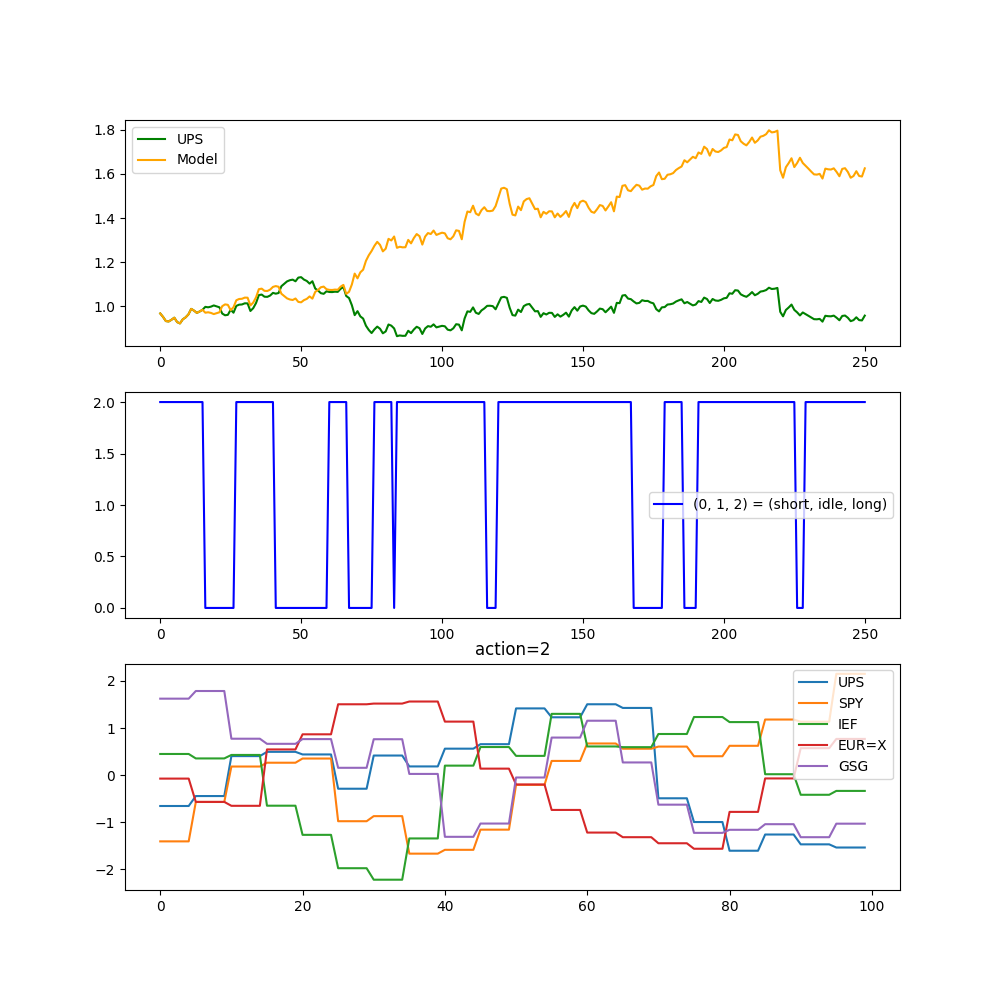 1.8
1.6
1.4
1.2
1.0
UPS
Model
0 50 100 150 200 250
2.0
1.5
1.0
0.5
0.0
(0, 1, 2) = (short, idle, long)
0 50 100 150 200 250
action=2
2
1
0
−1
−2
UPS
SPY
IEF
EUR=X
GSG
0 20 40 60 80 100